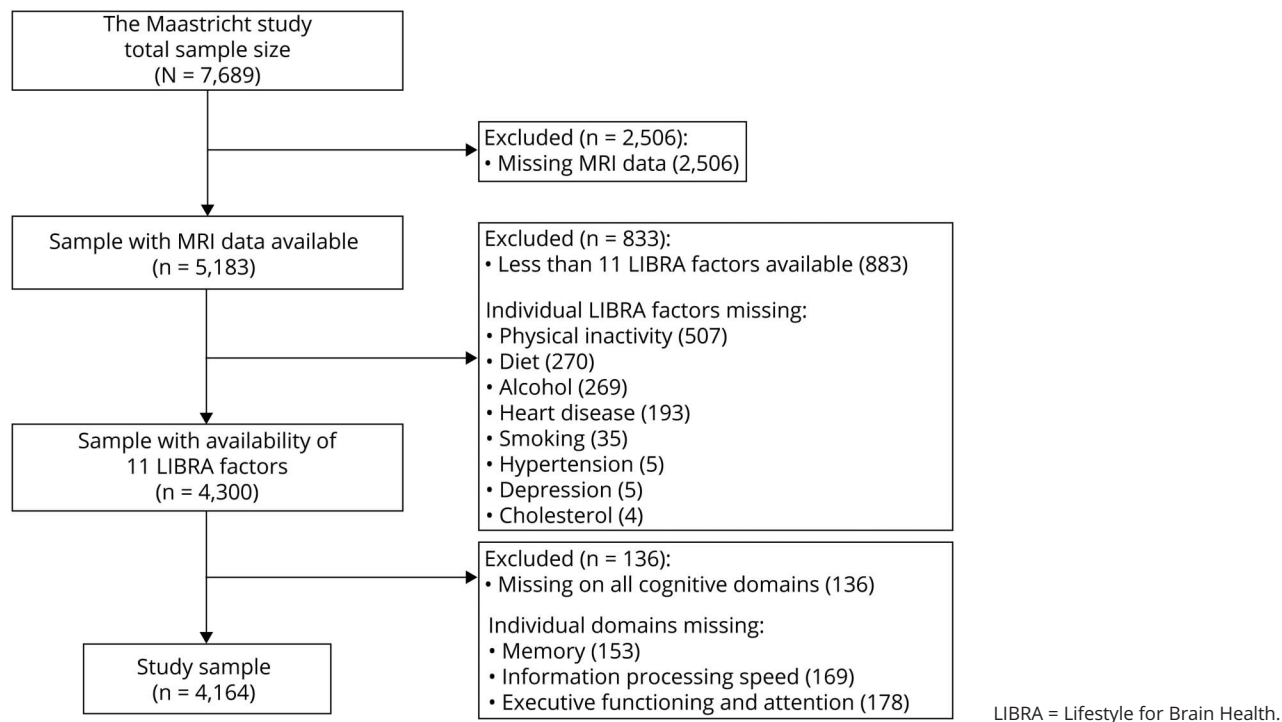 The Maastricht study
total sample size
(N = 7,689)
Excluded (n = 2,506):
• Missing MRI data (2,506)
Sample with MRI data available
(n = 5,183)
Excluded (n = 833):
• Less than 11 LIBRA factors available (883)
Individual LIBRA factors missing:
• Physical inactivity (507)
• Diet (270)
• Alcohol (269)
• Heart disease (193)
• Smoking (35)
• Hypertension (5)
• Depression (5)
• Cholesterol (4)
Sample with availability of
11 LIBRA factors
(n = 4,300)
Excluded (n = 136):
• Missing on all cognitive domains (136)
Individual domains missing:
• Memory (153)
• Information processing speed (169)
• Executive functioning and attention (178)
Study sample
(n = 4,164)
LIBRA = Lifestyle for Brain Health.